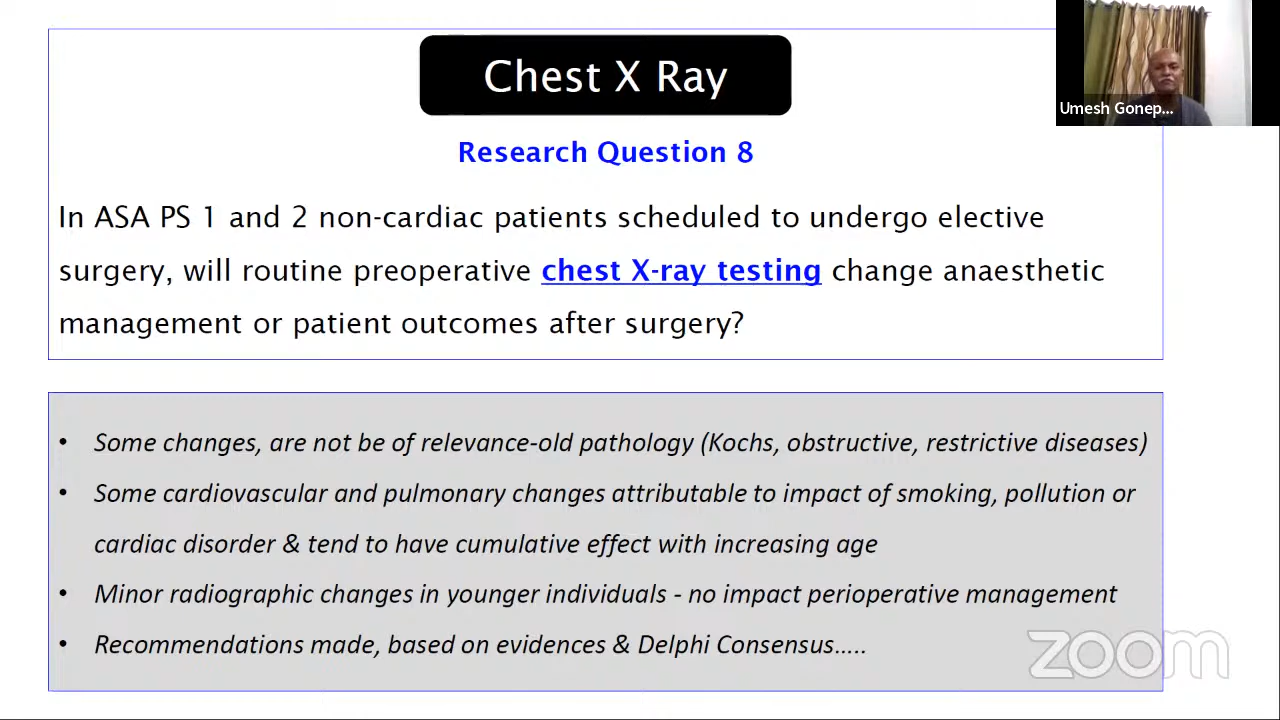 Chest X Ray
Umesh Gonep...
Research Question 8
In ASA PS 1 and 2 non-cardiac patients scheduled to undergo elective
surgery, will routine preoperative chest X-ray testing change anaesthetic
management or patient outcomes after surgery?
• Some changes, are not be of relevance-old pathology (Kochs, obstructive, restrictive diseases)
• Some cardiovascular and pulmonary changes attributable to impact of smoking, pollution or
cardiac disorder & tend to have cumulative effect with increasing age
• Minor radiographic changes in younger individuals - no impact perioperative management
• Recommendations made, based on evidences & Delphi Consensus.....
zoom